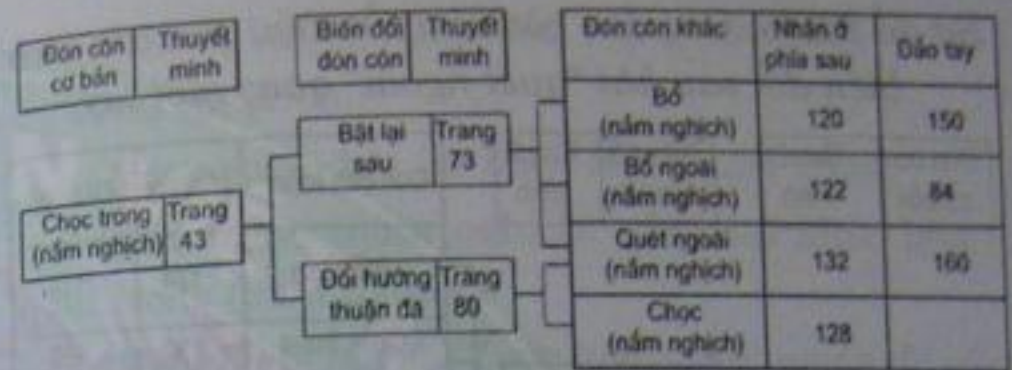 Đòn côn
cơ bản
Thuyết
minh
Biến đổi
đòn côn
Thuyết
minh
Đòn côn khác
Nhận ở
phía sau
Đảo tay
Chọc trong
(nắm nghịch)
Trang
43
Bật lại
sau
Trang
73
Đổi hướng
thuận đà
Trang
80
Bổ
(nắm nghịch)
120
150
Bổ ngoài
(nắm nghịch)
122
84
Quét ngoài
(nắm nghịch)
132
160
Chọc
(nắm nghịch)
128